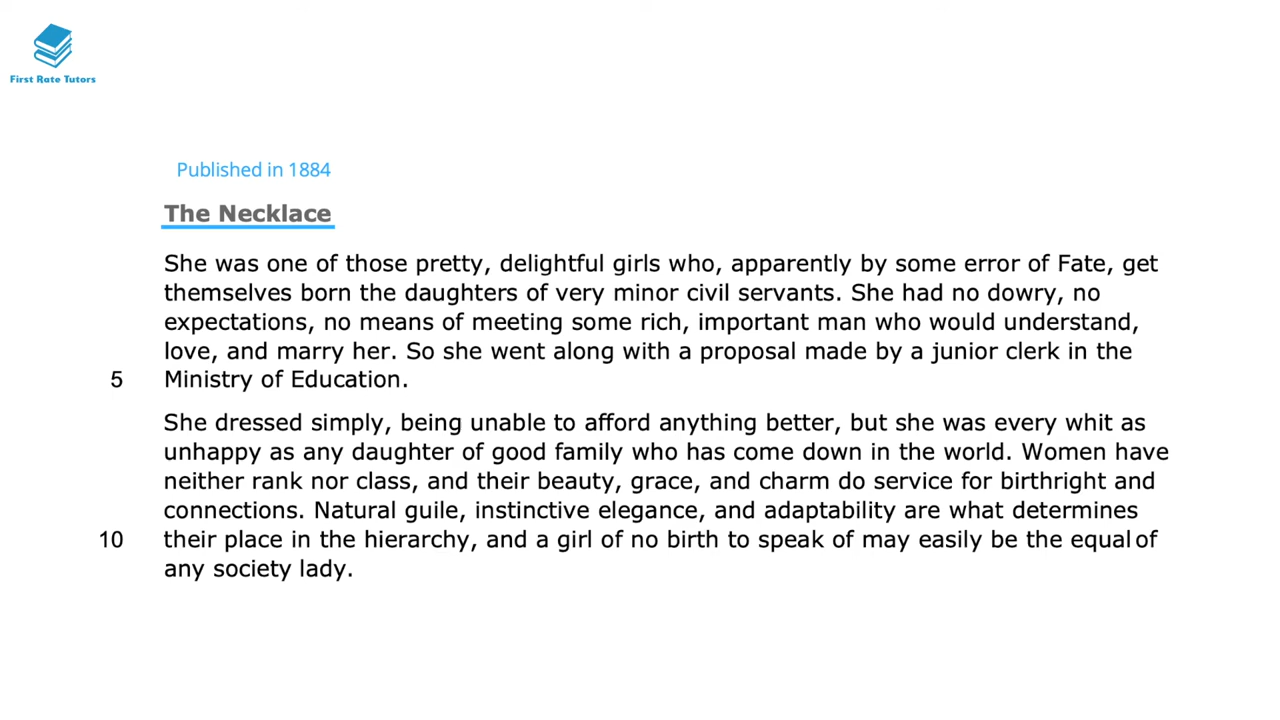 First Rate Tutors
Published in 1884
The Necklace
She was one of those pretty, delightful girls who, apparently by some error of Fate, get
themselves born the daughters of very minor civil servants. She had no dowry, no
expectations, no means of meeting some rich, important man who would understand,
love, and marry her. So she went along with a proposal made by a junior clerk in the
5 Ministry of Education.
She dressed simply, being unable to afford anything better, but she was every whit as
unhappy as any daughter of good family who has come down in the world. Women have
neither rank nor class, and their beauty, grace, and charm do service for birthright and
connections. Natural guile, instinctive elegance, and adaptability are what determines
10 their place in the hierarchy, and a girl of no birth to speak of may easily be the equal of
any society lady.